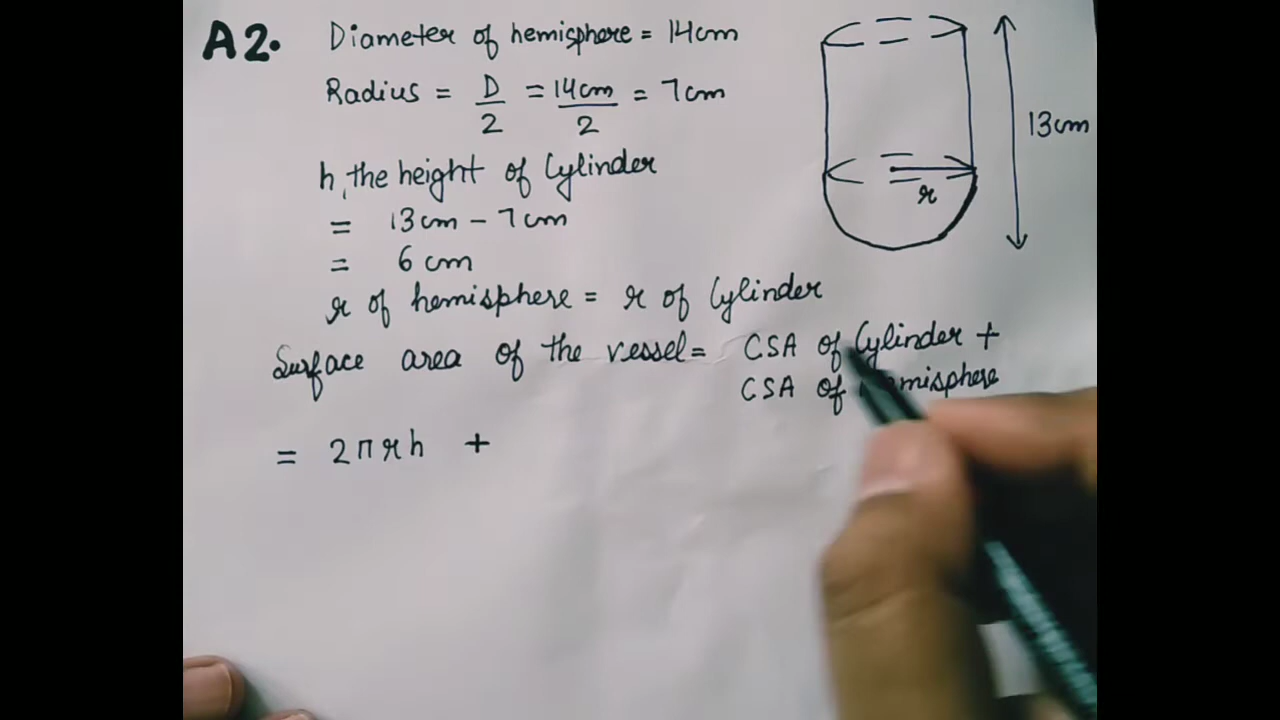 A2. Diameter of hemisphere = 14cm
Radius = D/2 = 14cm/2 = 7cm
h, the height of Cylinder
= 13cm - 7cm
= 6 cm
r of hemisphere = r of Cylinder
Surface area of the vessel = CSA of Cylinder +
CSA of hemisphere
= 2πrh +
13cm
r